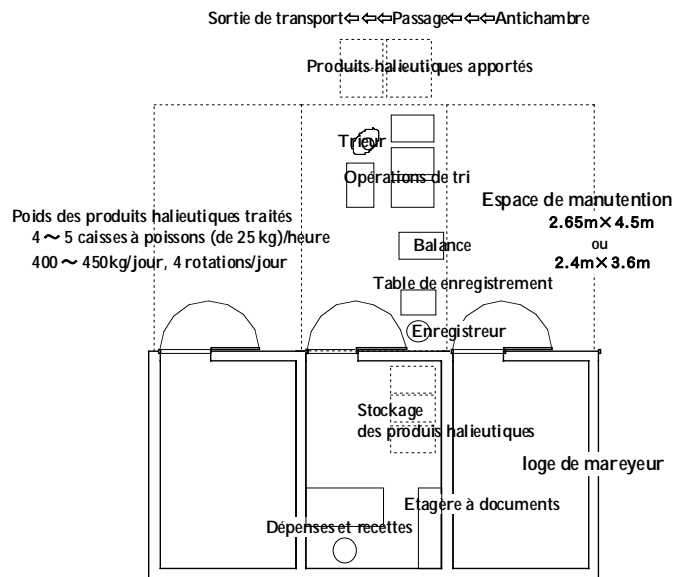 Sortie de transport⇦⇦⇦Passage⇦⇦⇦Antichambre
Produits halieutiques apportés
Trieur
Opérations de tri
Espace de manutention
2.65m×4.5m
ou
2.4m×3.6m
Poids des produits halieutiques traités
4～5 caisses à poissons (de 25 kg)/heure
400～450kg/jour, 4 rotations/jour
Balance
Table de enregistrement
Enregistreur
Stockage
des produis halieutiques
loge de mareyeur
Etagère à documents
Dépenses et recettes